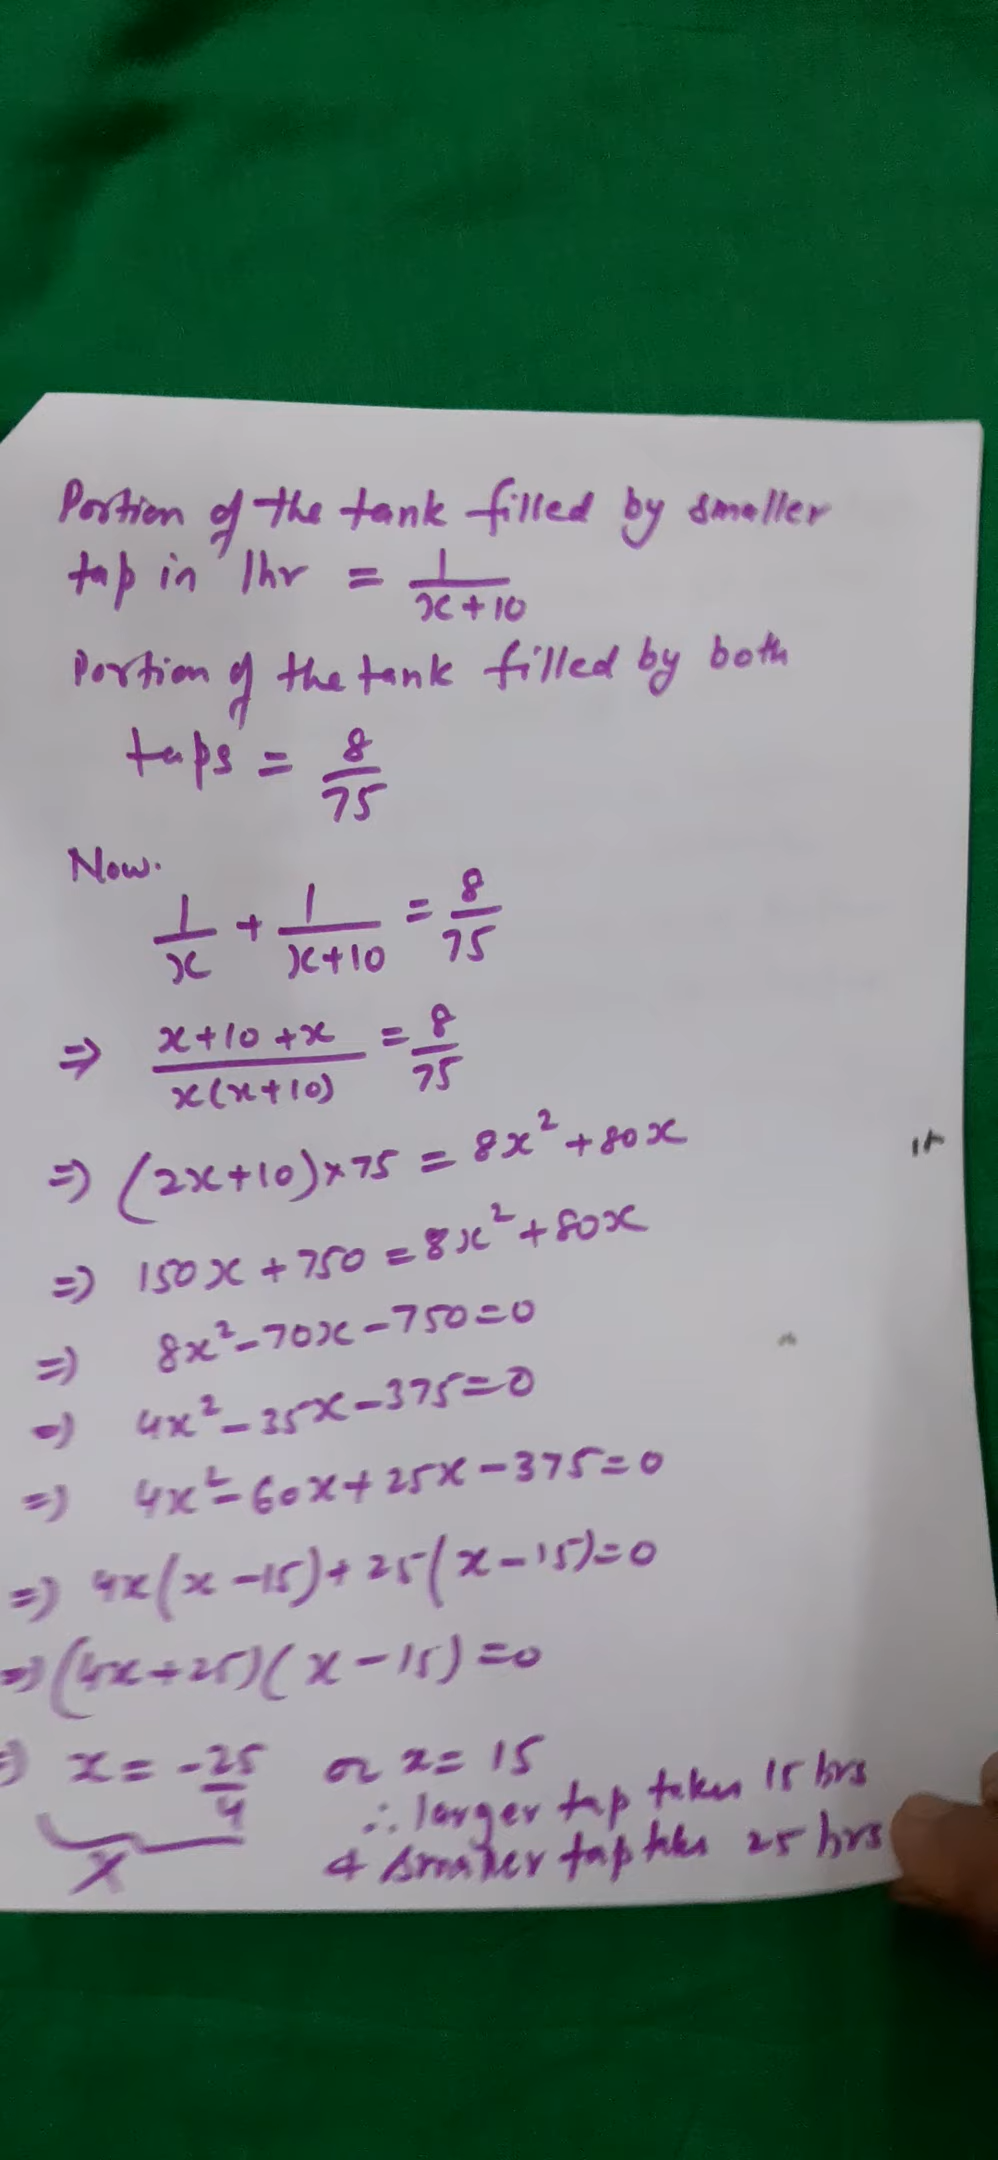 Portion of the tank filled by smaller
tap in 1hr = 1/(x+10)
Portion of the tank filled by both
taps = 8/75
Now.
1/x + 1/(x+10) = 8/75
⇒ (x+10+x)/(x(x+10)) = 8/75
⇒ (2x+10)×75 = 8x²+80x
⇒ 150x+750 = 8x²+80x
⇒ 8x²-70x-750=0
⇒ 4x²-35x-375=0
⇒ 4x²-60x+25x-375=0
⇒ 4x(x-15)+25(x-15)=0
⇒ (4x+25)(x-15)=0
⇒ x = -25/4 or x = 15
X
∴ larger tap takes 15 hrs
& smaller tap takes 25 hrs